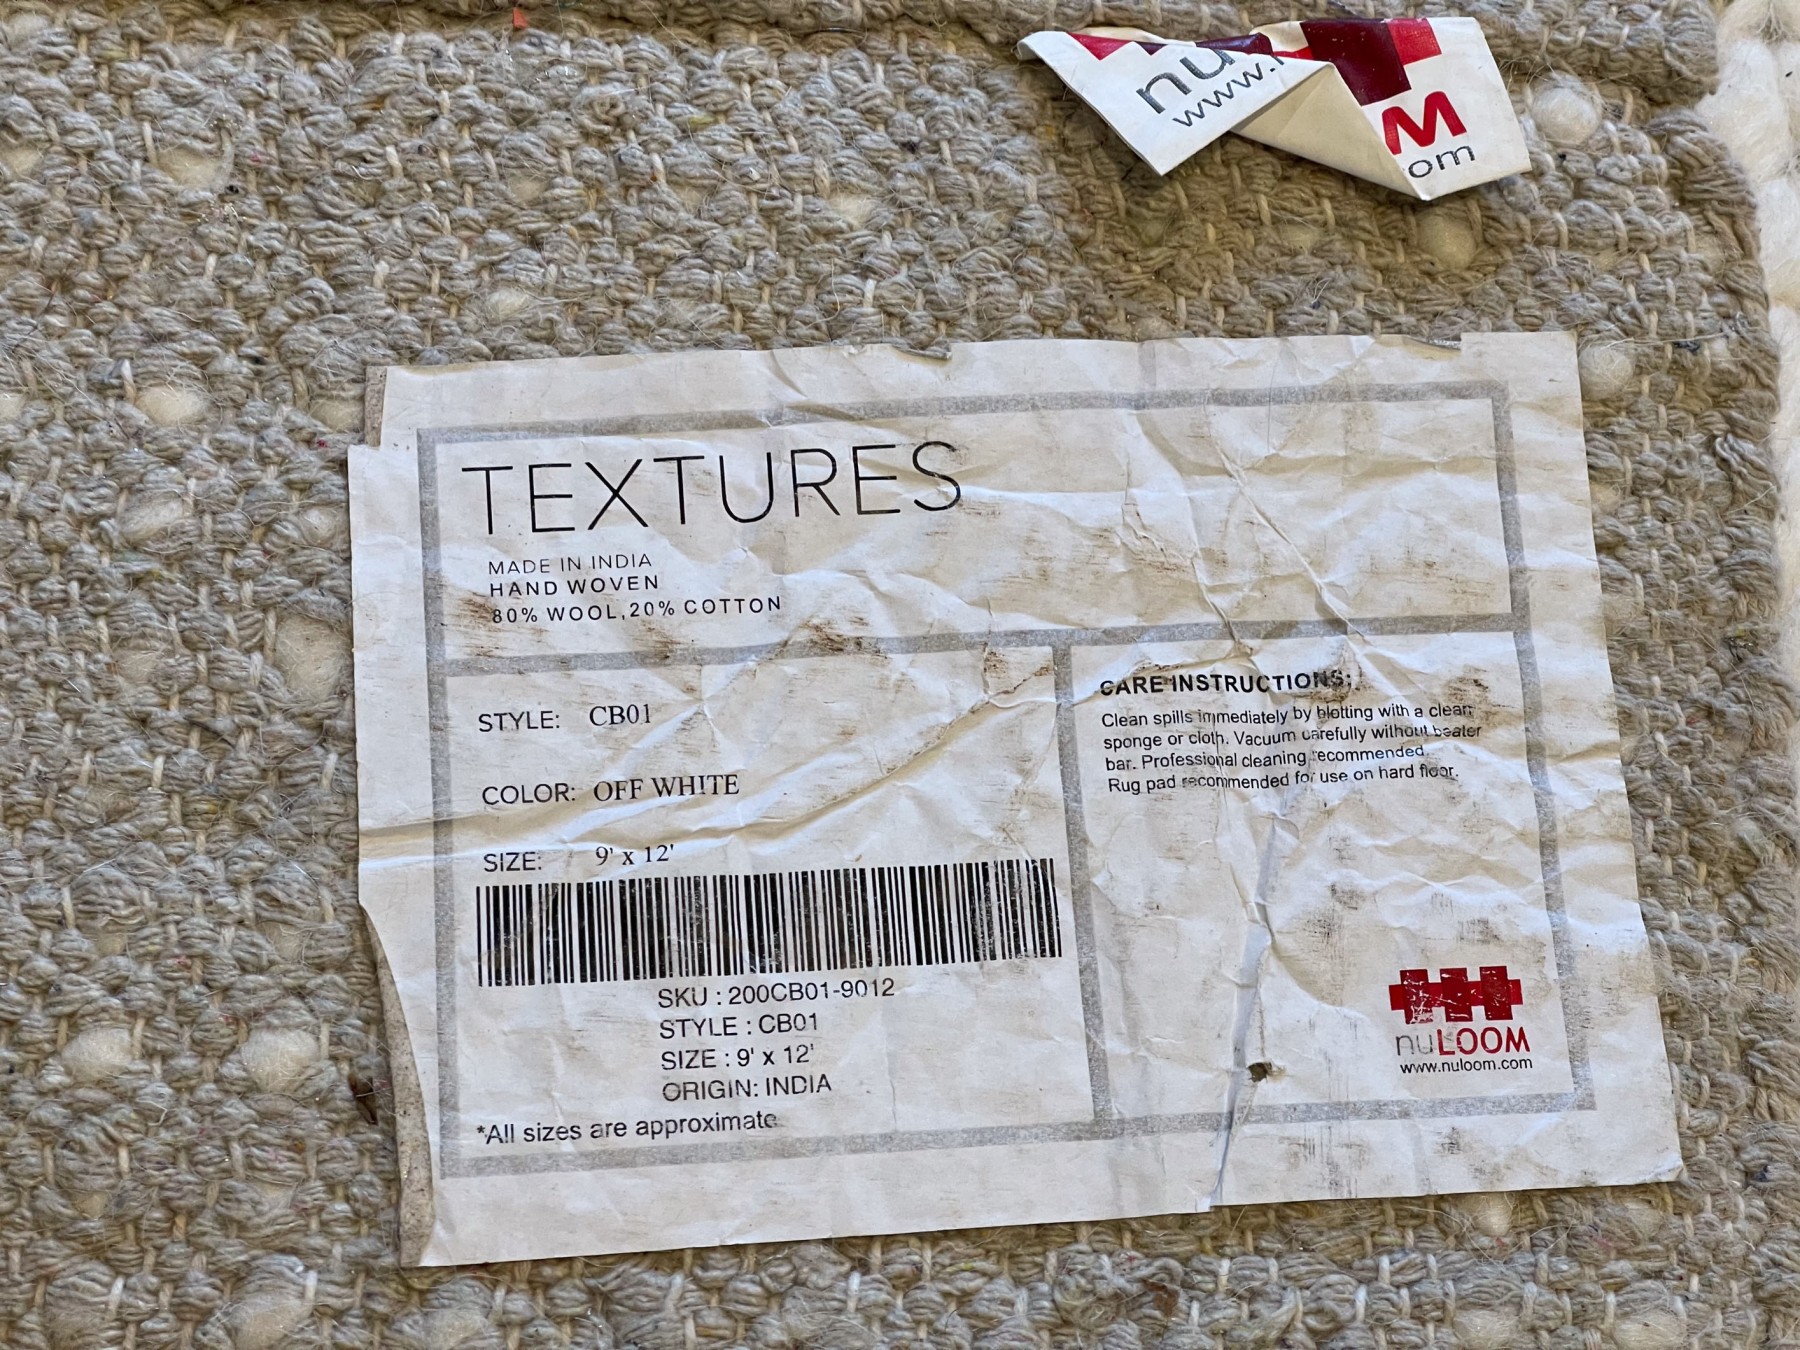 nu
www.
M
om
TEXTURES
MADE IN INDIA
HAND WOVEN
80% WOOL,20% COTTON
STYLE: CB01
COLOR: OFF WHITE
SIZE: 9' x 12'
SKU : 200CB01-9012
STYLE : CB01
SIZE : 9' x 12'
ORIGIN: INDIA
*All sizes are approximate
CARE INSTRUCTIONS:
Clean spills immediately by blotting with a clean
sponge or cloth. Vacuum carefully without beater
bar. Professional cleaning recommended.
Rug pad recommended for use on hard floor.
nuLOOM
www.nuloom.com